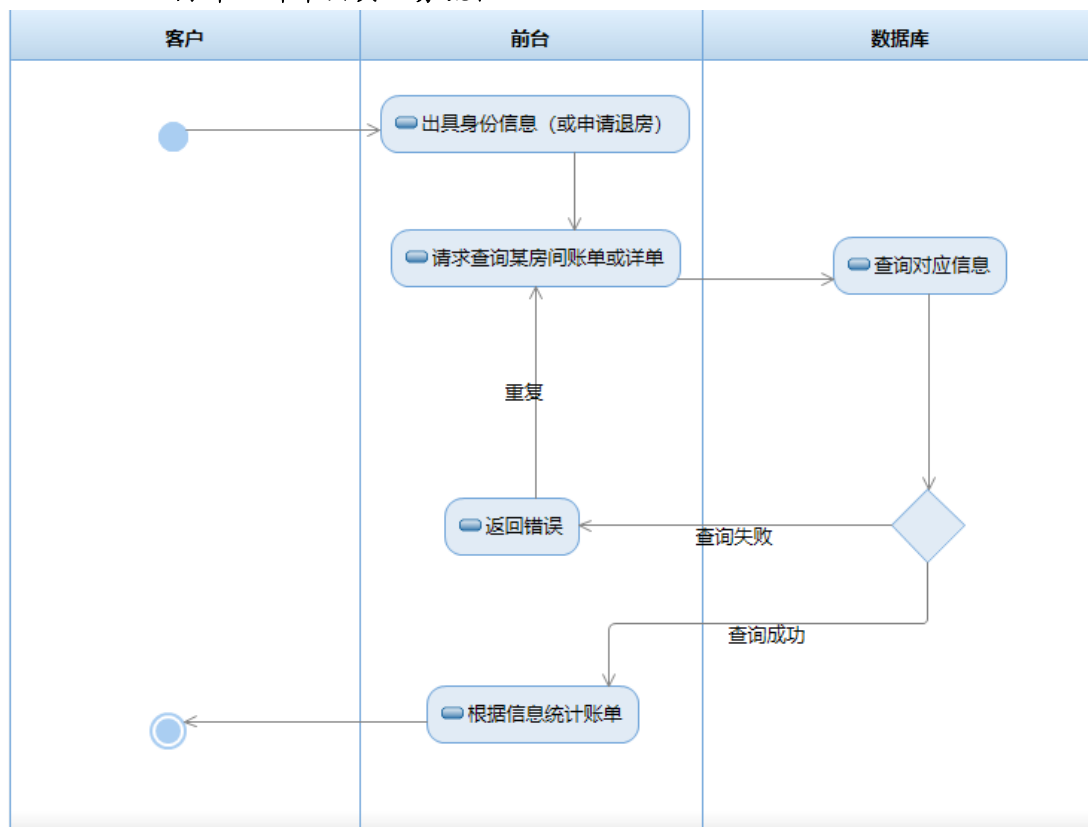 客户
前台
数据库
出具身份信息（或申请退房）
请求查询某房间账单或详单
查询对应信息
重复
返回错误
查询失败
查询成功
根据信息统计账单